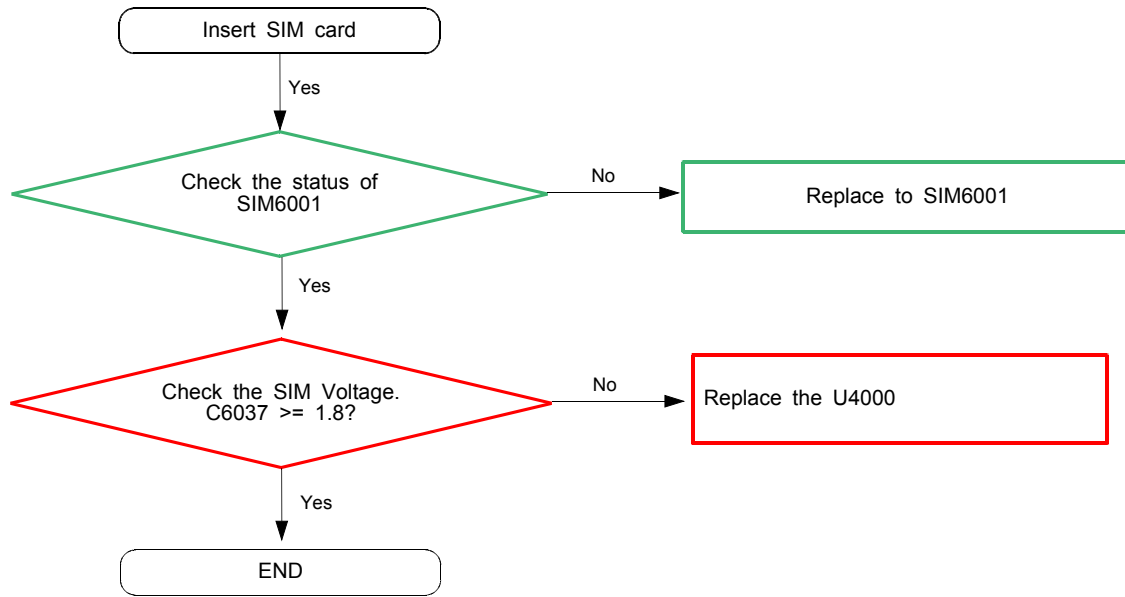 Insert SIM card
Yes
Check the status of
SIM6001
No
Replace to SIM6001
Yes
Check the SIM Voltage.
C6037 >= 1.8?
No
Replace the U4000
Yes
END